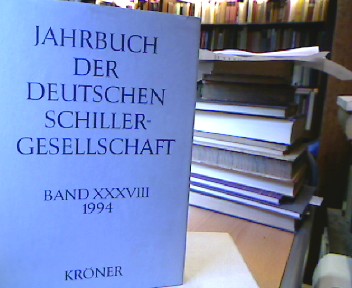 JAHRBUCH
DER
DEUTSCHEN
SCHILLER-
GESELLSCHAFT
BAND XXXVIII
1994
KRÖNER